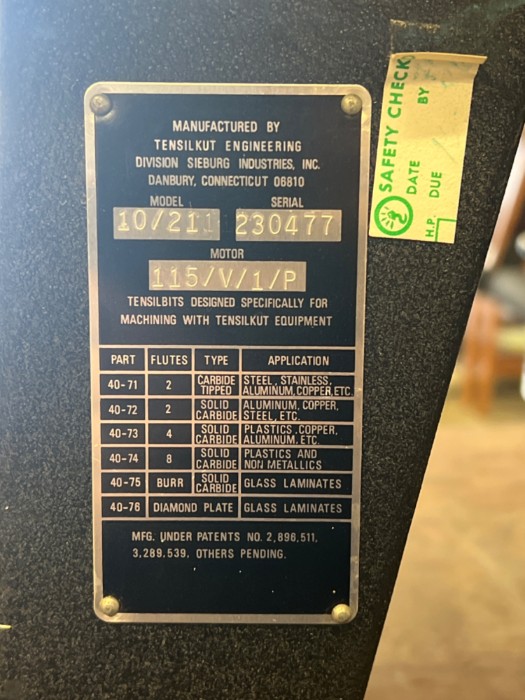 MANUFACTURED BY
TENSILKUT ENGINEERING
DIVISION SIEBURG INDUSTRIES, INC.
DANBURY, CONNECTICUT 06810
MODEL SERIAL
10/211 230477
MOTOR
115/V/1/P
TENSILBITS DESIGNED SPECIFICALLY FOR
MACHINING WITH TENSILKUT EQUIPMENT
PART FLUTES TYPE APPLICATION
40-71 2 CARBIDE TIPPED STEEL, STAINLESS, ALUMINUM, COPPER, ETC.
40-72 2 SOLID CARBIDE ALUMINUM, COPPER, STEEL, ETC.
40-73 4 SOLID CARBIDE PLASTICS, COPPER, ALUMINUM, ETC.
40-74 8 SOLID CARBIDE PLASTICS AND NON METALLICS
40-75 BURR SOLID CARBIDE GLASS LAMINATES
40-76 DIAMOND PLATE GLASS LAMINATES
MFG. UNDER PATENTS NO. 2,896,511,
3,289,539. OTHERS PENDING.
SAFETY CHECK
DATE BY
DUE
H.P.